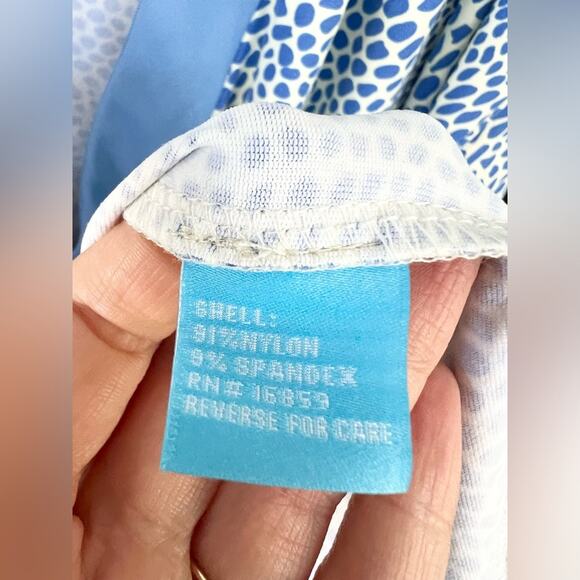 SHELL:
91%NYLON
9% SPANDEX
RN# 16859
REVERSE FOR CARE